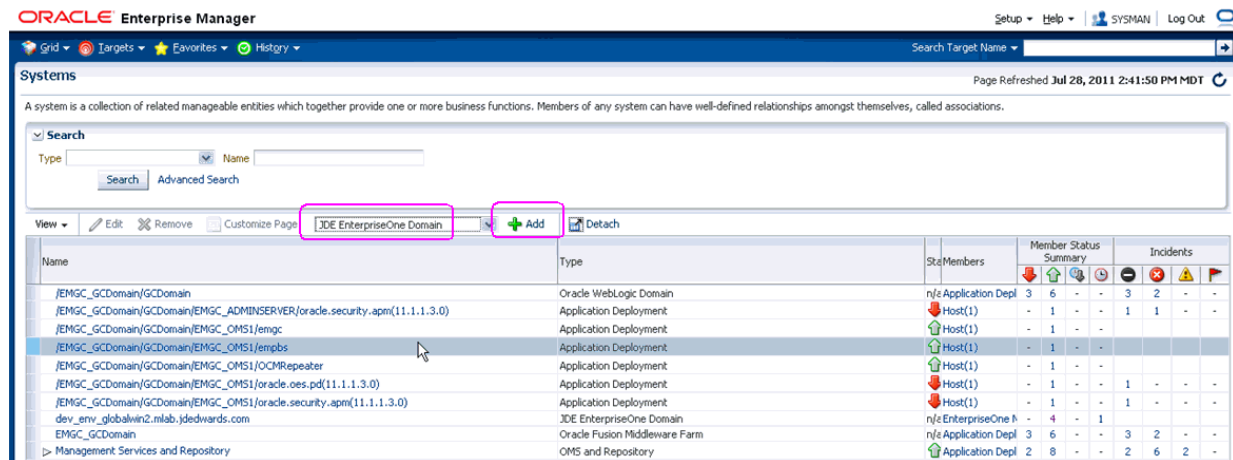 ORACLE Enterprise Manager
Setup Help SYSMAN Log Out
Grid Targets Favorites History Search Target Name
Systems
Page Refreshed Jul 28, 2011 2:41:50 PM MDT
A system is a collection of related manageable entities which together provide one or more business functions. Members of any system can have well-defined relationships amongst themselves, called associations.
Search
Type Name
Search Advanced Search
View Edit Remove Customize Page JDE EnterpriseOne Domain Add Detach
Name Type Sta Members Member Status Summary Incidents
/EMGC_GCDomain/GCDomain Oracle WebLogic Domain n/a Application Depl 3 6 - - 3 2 - -
/EMGC_GCDomain/GCDomain/EMGC_ADMINSERVER/oracle.security.apm(11.1.1.3.0) Application Deployment Host(1) - 1 - - 1 1 - -
/EMGC_GCDomain/GCDomain/EMGC_OMS1/emgc Application Deployment Host(1) - 1 - -
/EMGC_GCDomain/GCDomain/EMGC_OMS1/empbs Application Deployment Host(1) - 1 - -
/EMGC_GCDomain/GCDomain/EMGC_OMS1/OCMRepeater Application Deployment Host(1) - 1 - -
/EMGC_GCDomain/GCDomain/EMGC_OMS1/oracle.oes.pd(11.1.1.3.0) Application Deployment Host(1) - 1 - - 1 - - -
/EMGC_GCDomain/GCDomain/EMGC_OMS1/oracle.security.apm(11.1.1.3.0) Application Deployment Host(1) - 1 - - 1 - - -
dev_env_globalwin2.mlab.jdedwards.com JDE EnterpriseOne Domain n/a EnterpriseOne M - 4 - 1
EMGC_GCDomain Oracle Fusion Middleware Farm n/a Application Depl 3 6 - - 3 2 - -
Management Services and Repository OMS and Repository Application Depl 2 8 - - 2 6 2 -